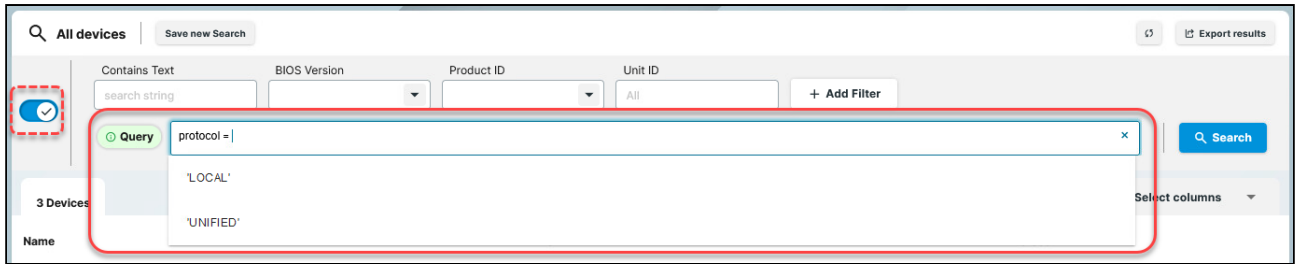 All devices
Save new Search
Export results
Contains Text
BIOS Version
Product ID
Unit ID
search string
All
+ Add Filter
Query
protocol =
×
Search
'LOCAL'
3 Devices
Select columns
'UNIFIED'
Name